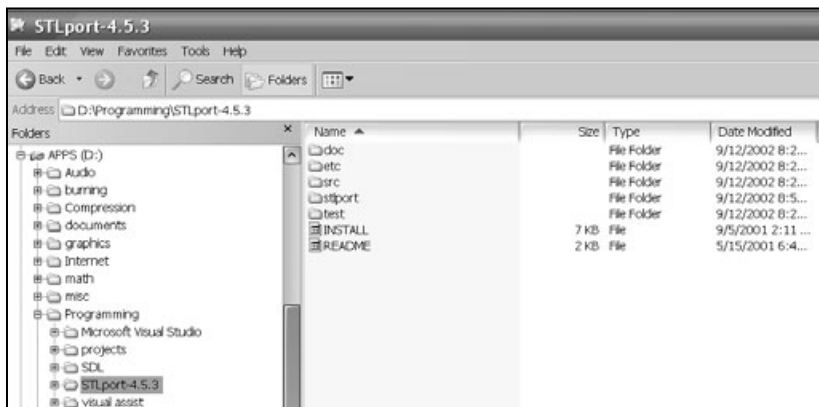 STLport-4.5.3
File Edit View Favorites Tools Help
Back Search Folders
Address D:\Programming\STLport-4.5.3
Folders × Name Size Type Date Modified
APPS (D:)
Audio
burning
Compression
documents
graphics
Internet
math
misc
Programming
Microsoft Visual Studio
projects
SDL
STLport-4.5.3
visual assist
doc File Folder 9/12/2002 8:2...
etc File Folder 9/12/2002 8:2...
src File Folder 9/12/2002 8:2...
stlport File Folder 9/12/2002 8:5...
test File Folder 9/12/2002 8:2...
INSTALL 7 KB File 9/5/2001 2:11 ...
README 2 KB File 5/15/2001 6:4...